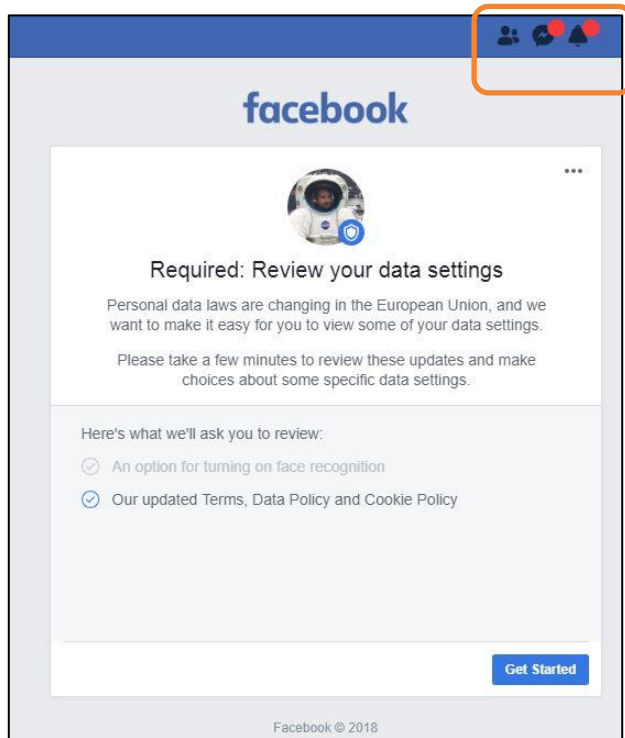 facebook
Required: Review your data settings
Personal data laws are changing in the European Union, and we
want to make it easy for you to view some of your data settings.
Please take a few minutes to review these updates and make
choices about some specific data settings.
Here's what we'll ask you to review:
An option for turning on face recognition
Our updated Terms, Data Policy and Cookie Policy
Get Started
Facebook © 2018